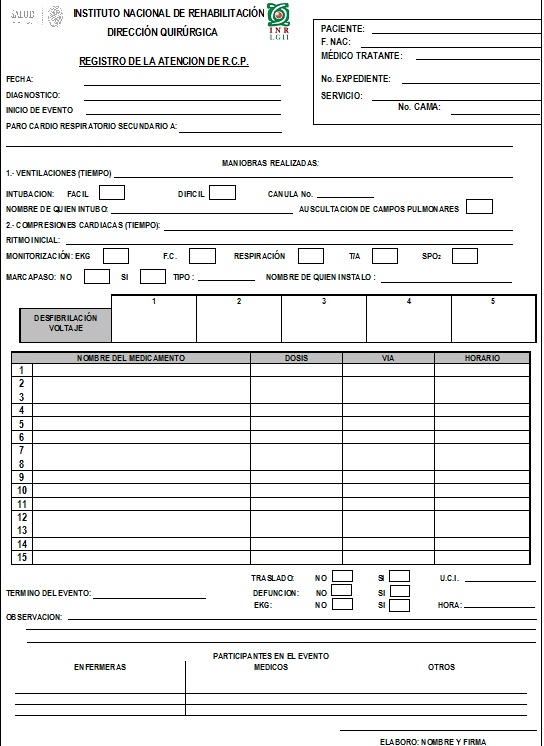 SALUD
INSTITUTO NACIONAL DE REHABILITACIÓN
DIRECCIÓN QUIRÚRGICA
INR
LGII
REGISTRO DE LA ATENCION DE R.C.P.
PACIENTE:
F. NAC:
MÉDICO TRATANTE:
No. EXPEDIENTE:
SERVICIO:
No. CAMA:
FECHA:
DIAGNOSTICO:
INICIO DE EVENTO
PARO CARDIO RESPIRATORIO SECUNDARIO A:
MANIOBRAS REALIZADAS:
1.- VENTILACIONES (TIEMPO)
INTUBACION: FACIL DIFICIL CANULA No.
NOMBRE DE QUIEN INTUBO: AUSCULTACION DE CAMPOS PULMONARES
2.- COMPRESIONES CARDIACAS (TIEMPO):
RITMO INICIAL:
MONITORIZACIÓN: EKG F.C. RESPIRACIÓN T/A SPO2
MARCAPASO: NO SI TIPO : NOMBRE DE QUIEN INSTALO :
1 2 3 4 5
DESFIBRILACIÓN
VOLTAJE
NOMBRE DEL MEDICAMENTO DOSIS VIA HORARIO
1
2
3
4
5
6
7
8
9
10
11
12
13
14
15
TRASLADO: NO SI U.C.I.
TERMINO DEL EVENTO: DEFUNCION: NO SI
EKG: NO SI HORA:
OBSERVACION:
PARTICIPANTES EN EL EVENTO
ENFERMERAS MEDICOS OTROS
ELABORO: NOMBRE Y FIRMA